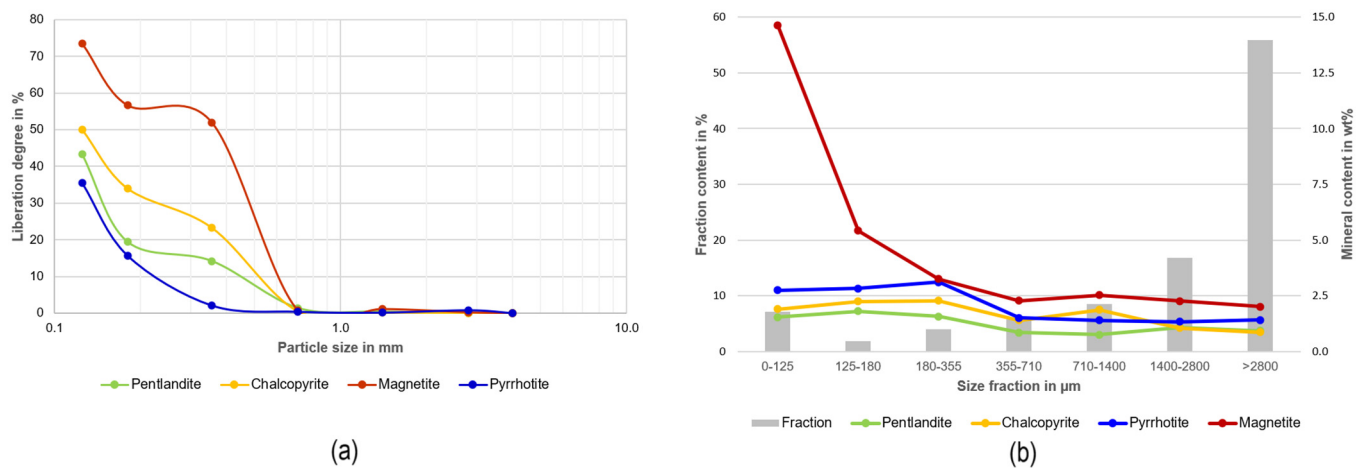 80
70
60
50
40
30
20
10
0
Liberation degree in %
0.1 1.0 10.0
Particle size in mm
Pentlandite Chalcopyrite Magnetite Pyrrhotite
(a)
60
50
40
30
20
10
0
Fraction content in %
15.0
12.5
10.0
7.5
5.0
2.5
0.0
Mineral content in wt%
0-125 125-180 180-355 355-710 710-1400 1400-2800 >2800
Size fraction in µm
Fraction Pentlandite Chalcopyrite Pyrrhotite Magnetite
(b)